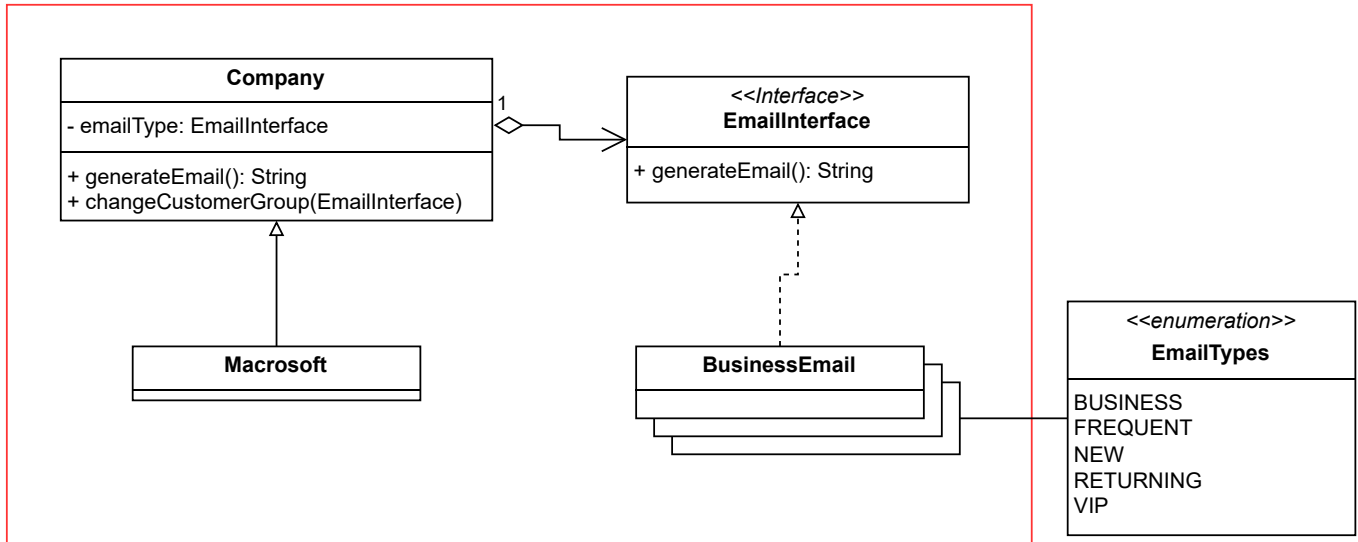 Company
- emailType: EmailInterface
+ generateEmail(): String
+ changeCustomerGroup(EmailInterface)
1
<<Interface>>
EmailInterface
+ generateEmail(): String
Macrosoft
BusinessEmail
<<enumeration>>
EmailTypes
BUSINESS
FREQUENT
NEW
RETURNING
VIP